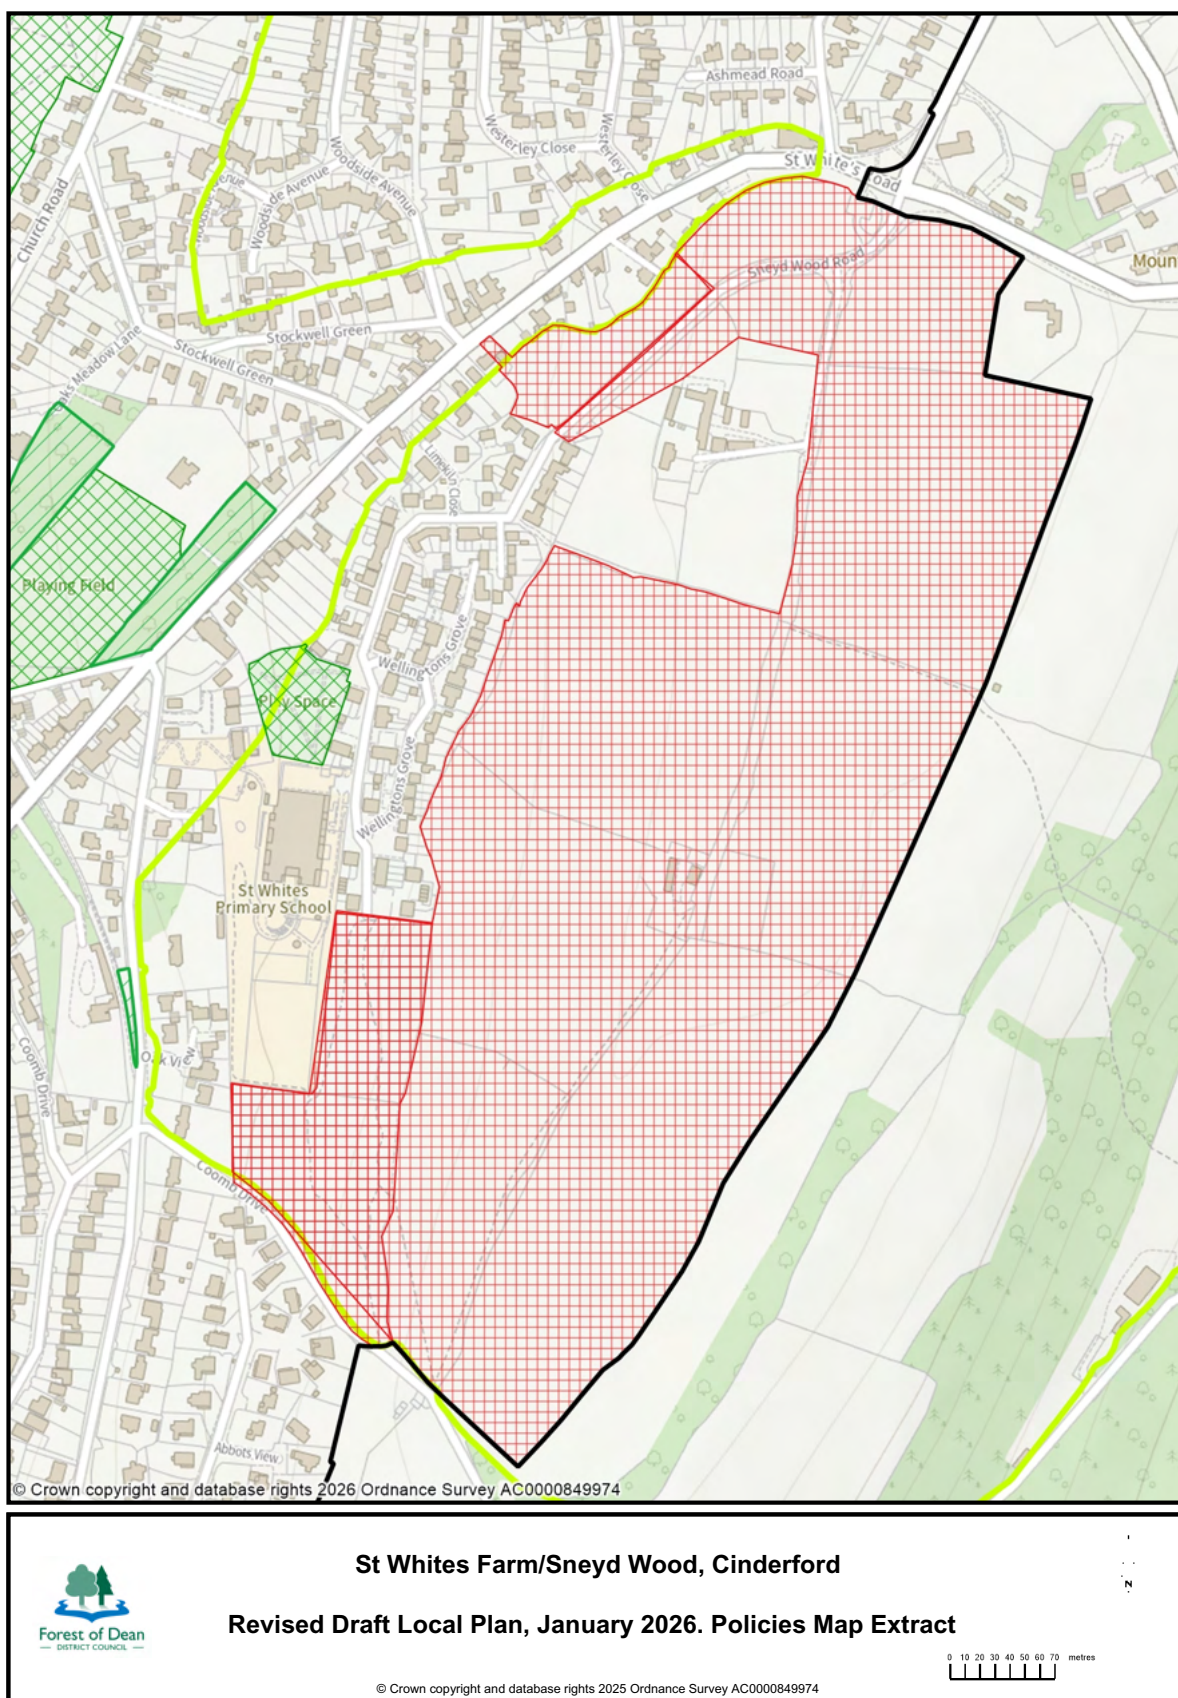 Ashmead Road
Westerley Close
Westerley Close
St White's Road
Woodside Avenue
Woodside Avenue
Church Road
Sneyd Wood Road
Moun
Stockwell Green
Stockwell Green
Oaks Meadow Lane
Limekiln Close
Playing Field
Wellingtons Grove
Play Space
Wellingtons Grove
St Whites
Primary School
Oak View
Coomb Drive
Coomb Drive
Abbots View
© Crown copyright and database rights 2026 Ordnance Survey AC0000849974
St Whites Farm/Sneyd Wood, Cinderford
Revised Draft Local Plan, January 2026. Policies Map Extract
Forest of Dean
DISTRICT COUNCIL
N
0 10 20 30 40 50 60 70 metres
© Crown copyright and database rights 2025 Ordnance Survey AC0000849974